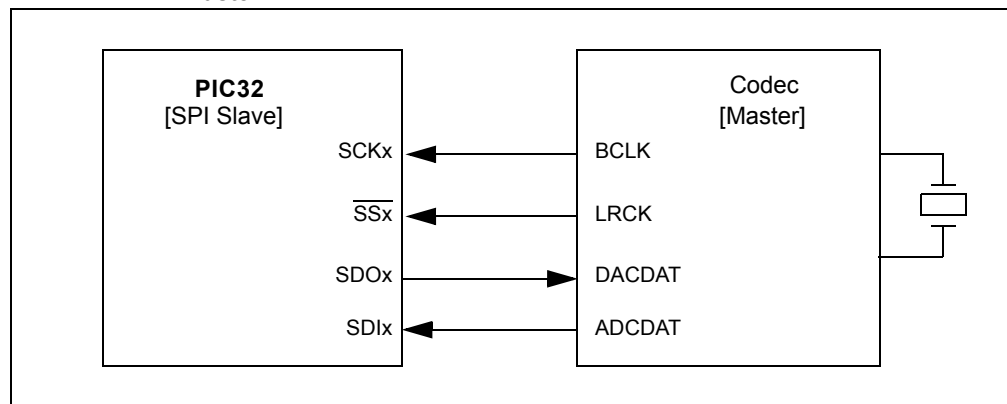 PIC32
[SPI Slave]
SCKx
SSx
SDOx
SDIx
Codec
[Master]
BCLK
LRCK
DACDAT
ADCDAT